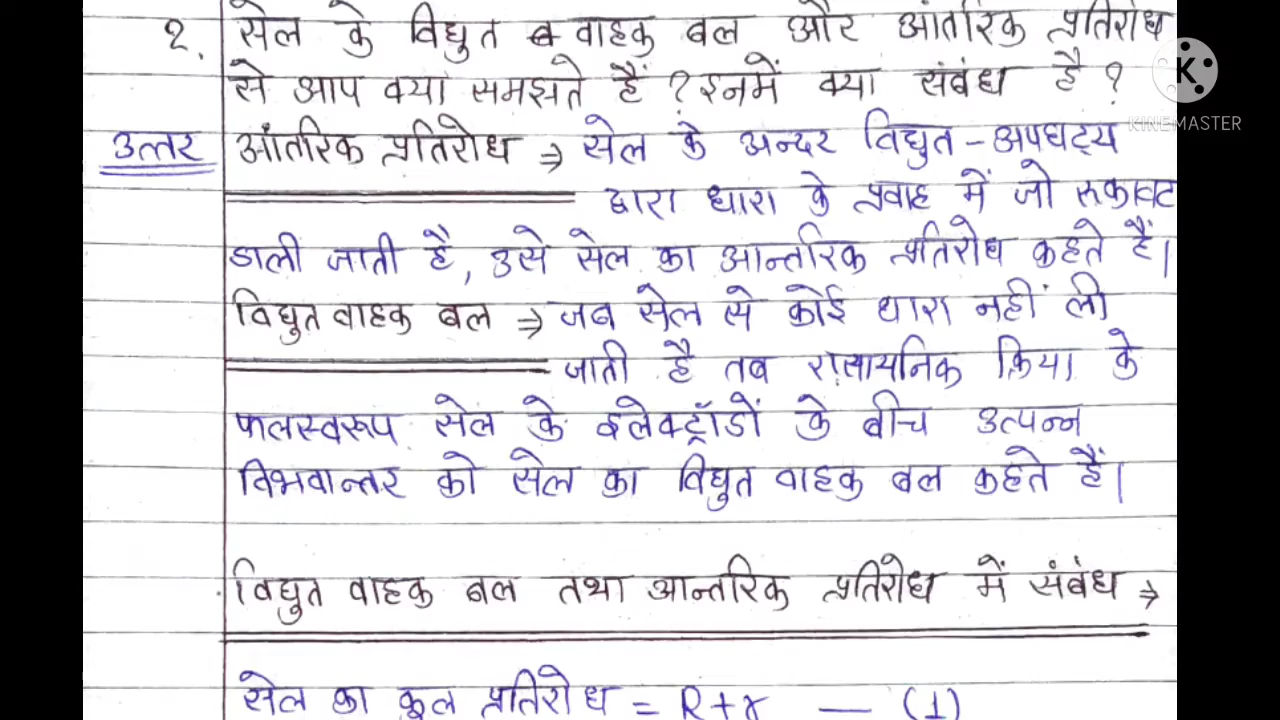 १. सेल के विद्युत वाहक बल और आंतरिक प्रतिरोध
से आप क्या समझते हैं ? इनमें क्या संबंध है ?
उत्तर आंतरिक प्रतिरोध ⇒ सेल के अन्दर विद्युत - अपघट्य
द्वारा धारा के प्रवाह में जो रूकावट
डाली जाती है, उसे सेल का आन्तरिक प्रतिरोध कहते हैं।
विद्युत वाहक बल ⇒ जब सेल से कोई धारा नहीं ली
जाती है तब रासायनिक क्रिया के
फलस्वरूप सेल के इलेक्ट्रॉडों के बीच उत्पन्न
विभवान्तर को सेल का विद्युत वाहक बल कहते हैं।
विद्युत वाहक बल तथा आन्तरिक प्रतिरोध में संबंध ⇒
सेल का कुल प्रतिरोध = R+r — (1)
K
KINEMASTER